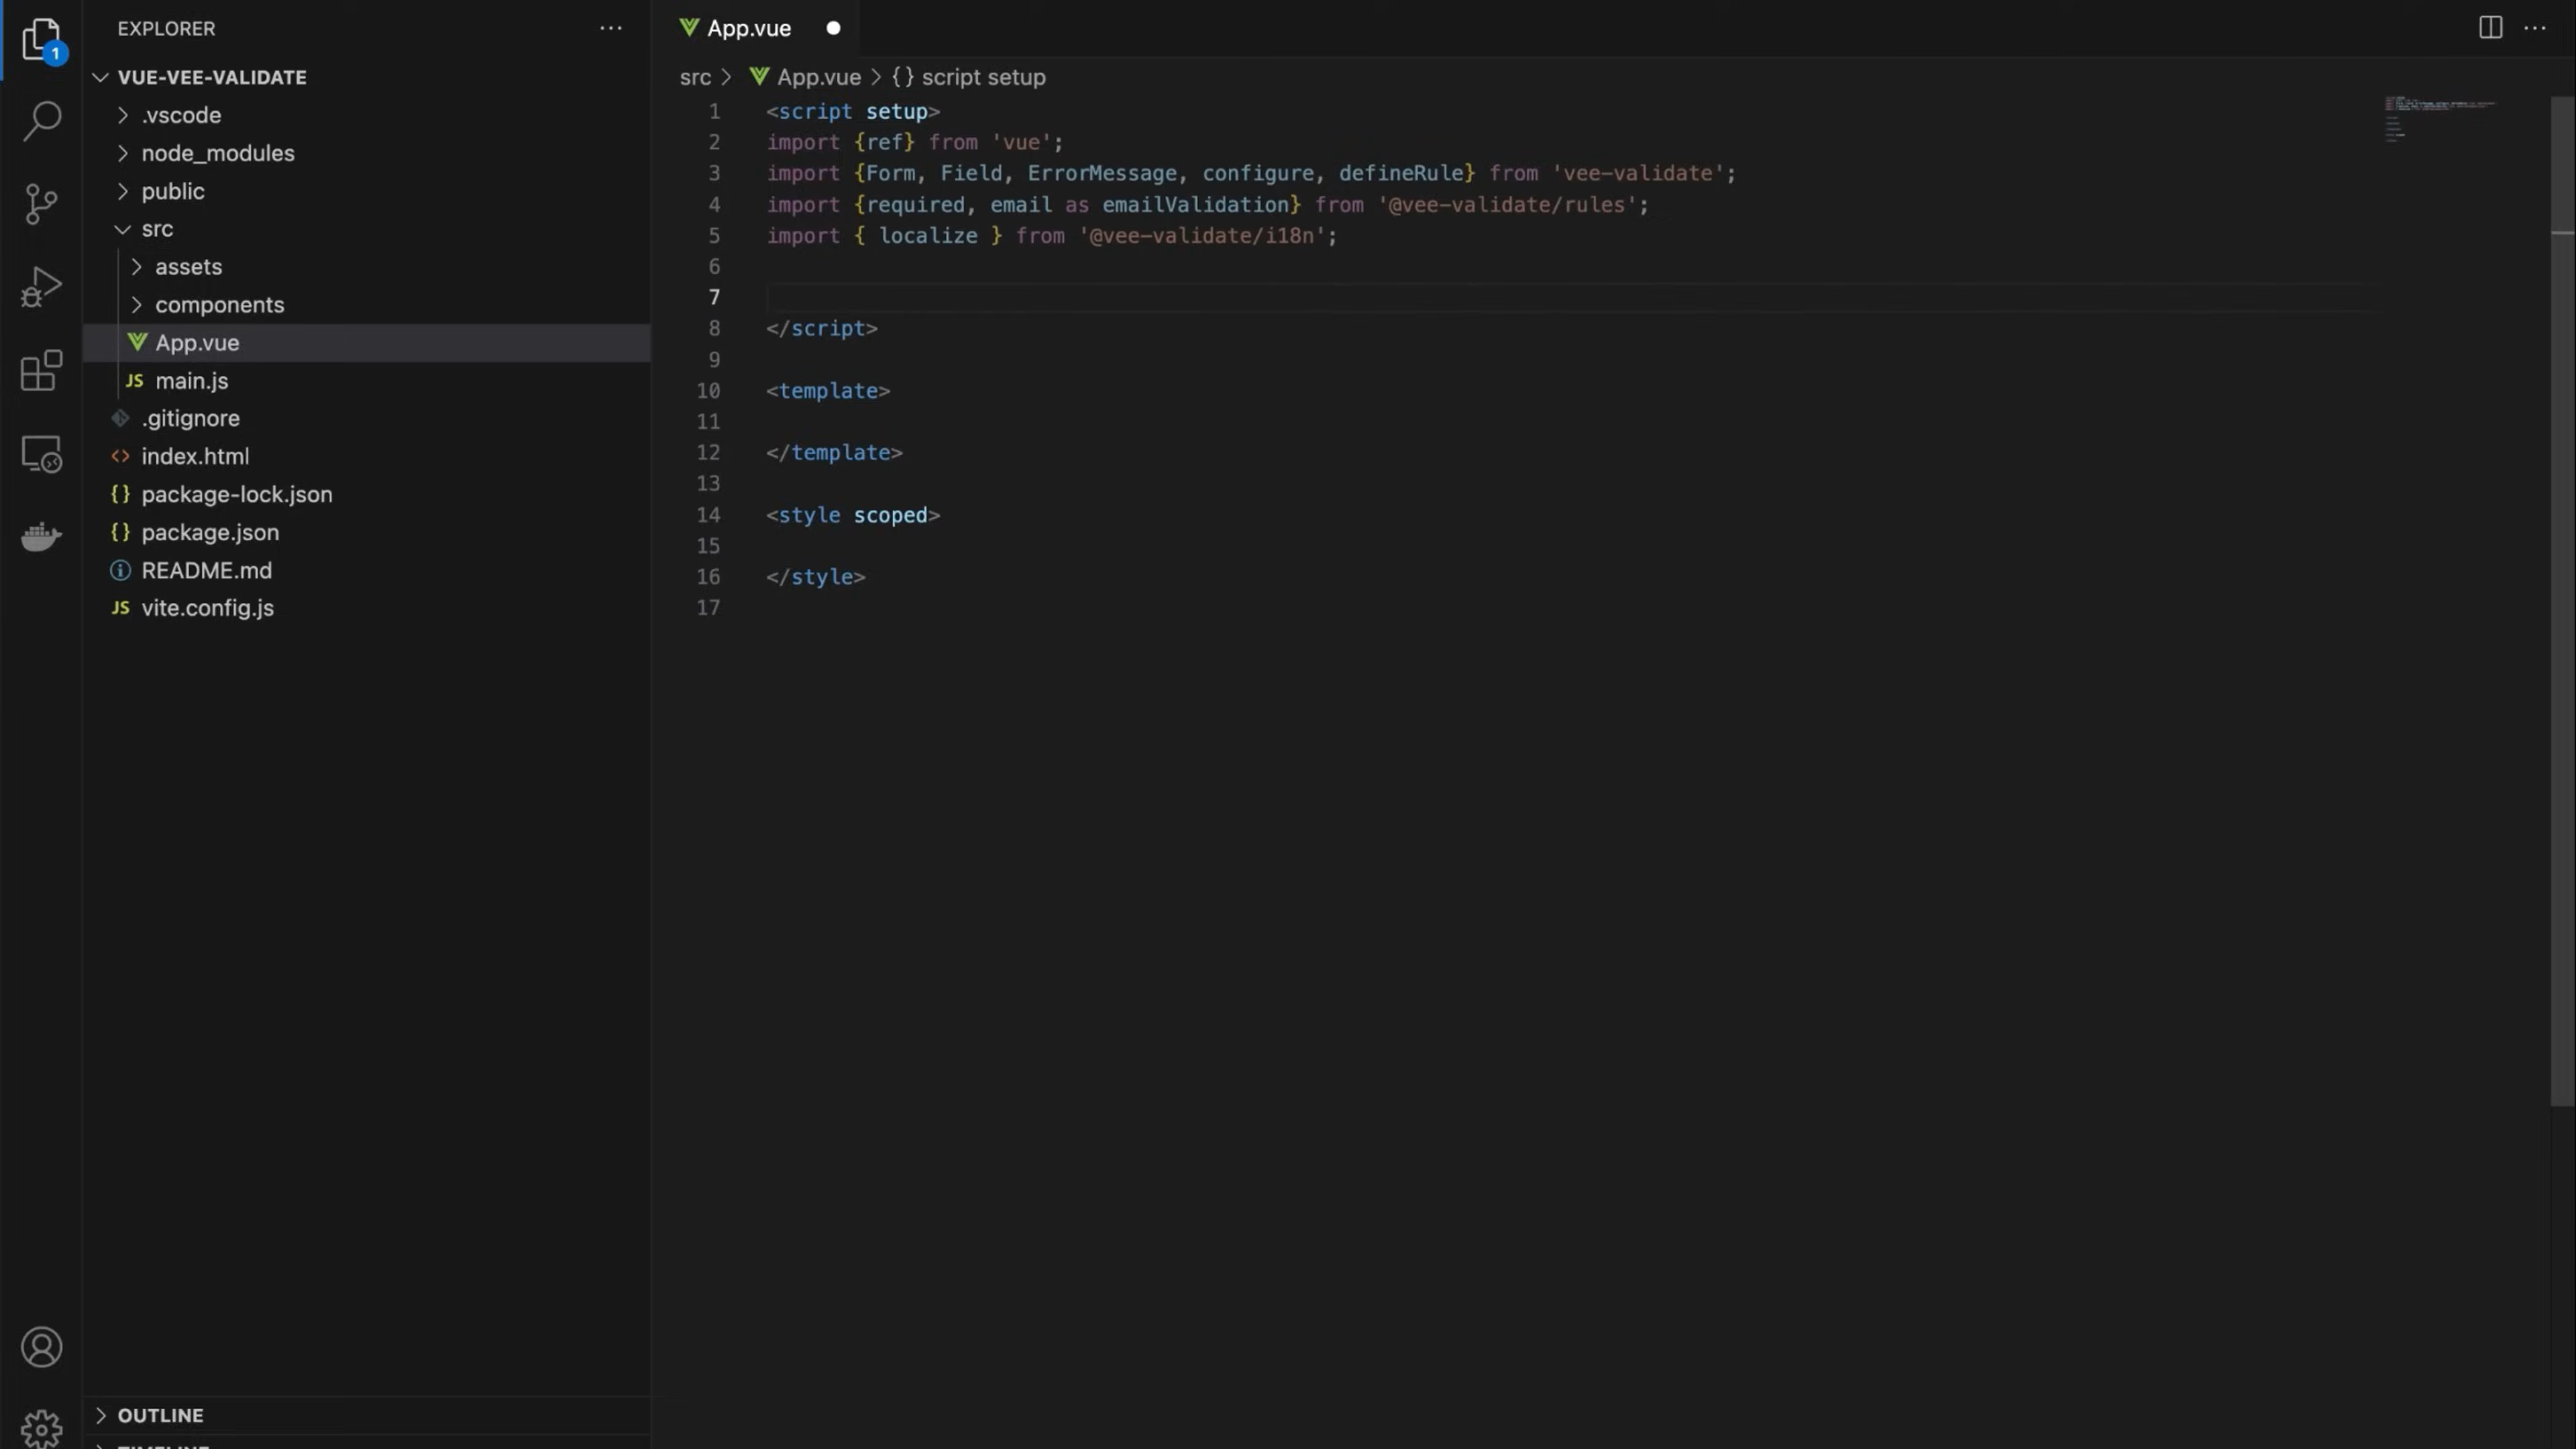 1
EXPLORER
VUE-VEE-VALIDATE
.vscode
node_modules
public
src
assets
components
App.vue
JS main.js
.gitignore
<> index.html
{} package-lock.json
{} package.json
README.md
JS vite.config.js
OUTLINE
TIMELINE
App.vue
src > App.vue > {} script setup
1 <script setup>
2 import {ref} from 'vue';
3 import {Form, Field, ErrorMessage, configure, defineRule} from 'vee-validate';
4 import {required, email as emailValidation} from '@vee-validate/rules';
5 import { localize } from '@vee-validate/i18n';
6
7
8 </script>
9
10 <template>
11
12 </template>
13
14 <style scoped>
15
16 </style>
17